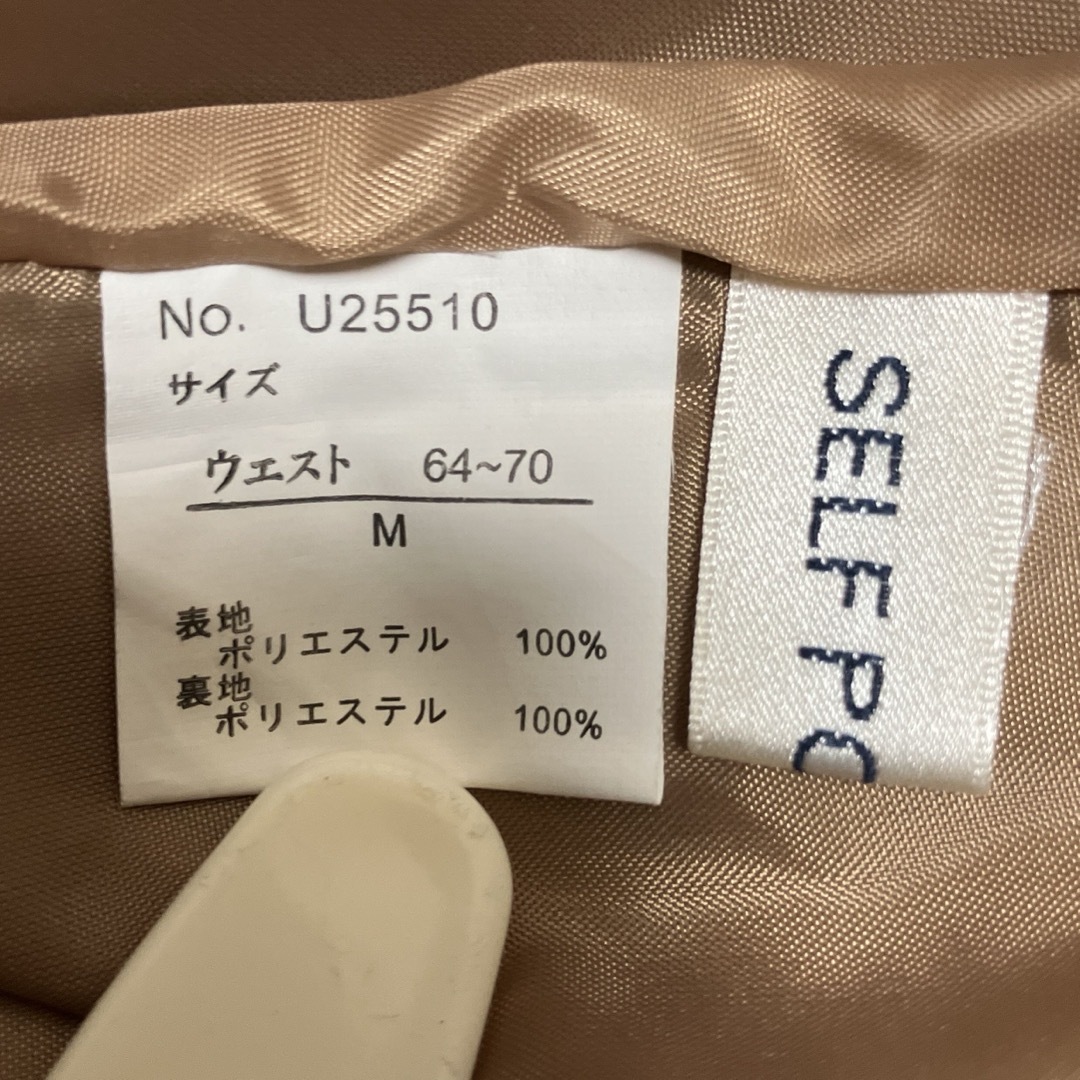 No. U25510
サイズ
ウエスト 64~70
M
表地
ポリエステル 100%
裏地
ポリエステル 100%
SELF PO